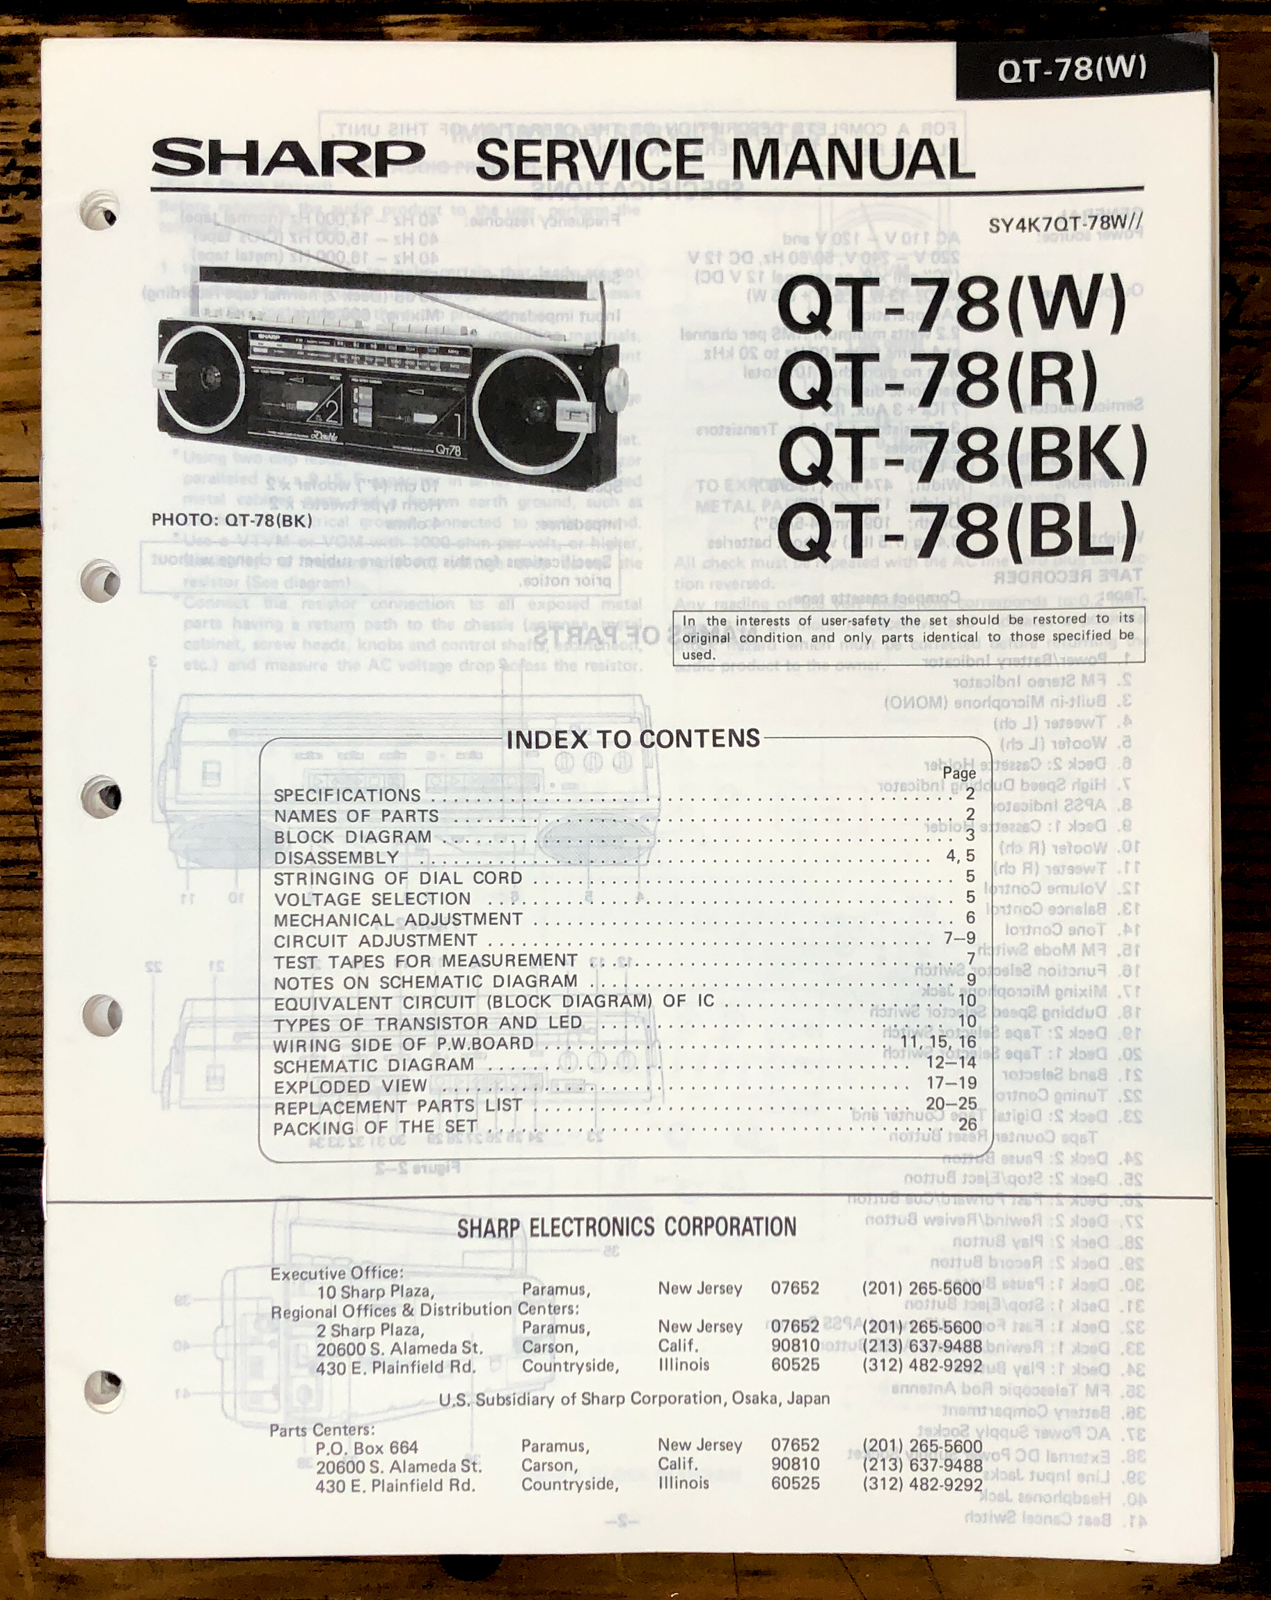 QT-78(W)
SHARP SERVICE MANUAL
SY4K7QT-78W//
QT-78(W)
QT-78(R)
QT-78(BK)
QT-78(BL)
SHARP
2
1
Double
QT78
PHOTO: QT-78(BK)
In the interests of user-safety the set should be restored to its
original condition and only parts identical to those specified be
used.
INDEX TO CONTENS
Page
SPECIFICATIONS . . . . . . . . . . 2
NAMES OF PARTS . . . . . . . . . . 2
BLOCK DIAGRAM . . . . . . . . . . 3
DISASSEMBLY . . . . . . . . . . 4, 5
STRINGING OF DIAL CORD . . . . . . . . . . 5
VOLTAGE SELECTION . . . . . . . . . . 5
MECHANICAL ADJUSTMENT . . . . . . . . . . 6
CIRCUIT ADJUSTMENT . . . . . . . . . . 7–9
TEST TAPES FOR MEASUREMENT . . . . . . . . . . 7
NOTES ON SCHEMATIC DIAGRAM . . . . . . . . . . 9
EQUIVALENT CIRCUIT (BLOCK DIAGRAM) OF IC . . . . . . . . . . 10
TYPES OF TRANSISTOR AND LED . . . . . . . . . . 10
WIRING SIDE OF P.W.BOARD . . . . . . . . . . 11, 15, 16
SCHEMATIC DIAGRAM . . . . . . . . . . 12–14
EXPLODED VIEW . . . . . . . . . . 17–19
REPLACEMENT PARTS LIST . . . . . . . . . . 20–25
PACKING OF THE SET . . . . . . . . . . 26
SHARP ELECTRONICS CORPORATION
Executive Office:
10 Sharp Plaza, Paramus, New Jersey 07652 (201) 265-5600
Regional Offices & Distribution Centers:
2 Sharp Plaza, Paramus, New Jersey 07652 (201) 265-5600
20600 S. Alameda St. Carson, Calif. 90810 (213) 637-9488
430 E. Plainfield Rd. Countryside, Illinois 60525 (312) 482-9292
U.S. Subsidiary of Sharp Corporation, Osaka, Japan
Parts Centers:
P.O. Box 664 Paramus, New Jersey 07652 (201) 265-5600
20600 S. Alameda St. Carson, Calif. 90810 (213) 637-9488
430 E. Plainfield Rd. Countryside, Illinois 60525 (312) 482-9292